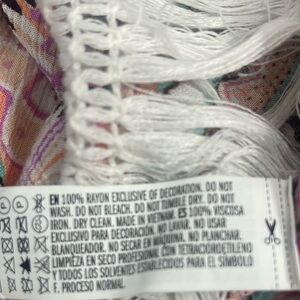 EN 100% RAYON EXCLUSIVE OF DECORATION. DO NOT
WASH. DO NOT BLEACH. DO NOT TUMBLE DRY. DO NOT
IRON. DRY CLEAN. MADE IN VIETNAM. ES 100% VISCOSA
EXCLUSIVO PARA DECORACIÓN. NO LAVAR. NO USAR
BLANQUEADOR. NO SECAR EN MÁQUINA. NO PLANCHAR.
LIMPIEZA EN SECO PROFESIONAL CON TETRACLOROETILENO
Y TODOS LOS SOLVENTES ESTABLECIDOS PARA EL SÍMBOLO
F. PROCESO NORMAL.